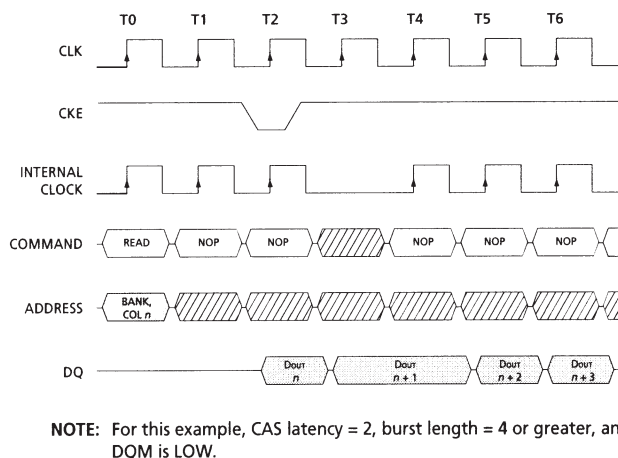 T0 T1 T2 T3 T4 T5 T6
CLK
CKE
INTERNAL
CLOCK
COMMAND READ NOP NOP NOP NOP NOP
ADDRESS BANK,
COL n
DQ DOUT n DOUT n + 1 DOUT n + 2 DOUT n + 3
NOTE: For this example, CAS latency = 2, burst length = 4 or greater, an
DQM is LOW.